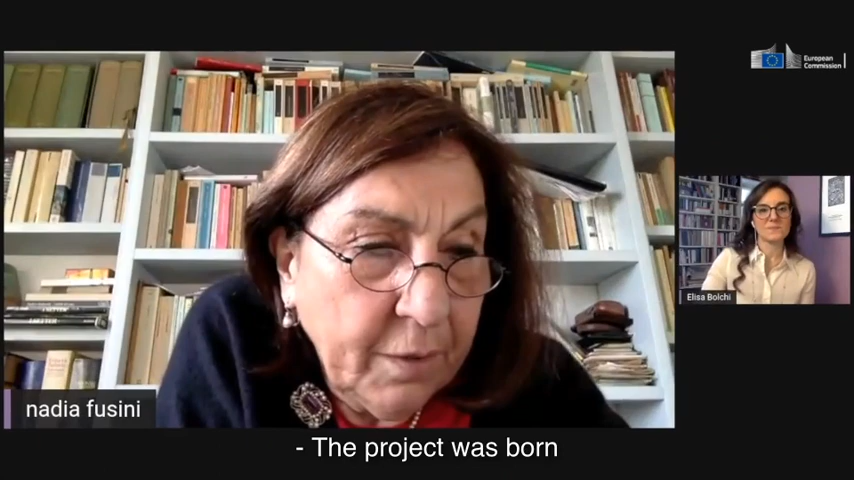 European
Commission
Elisa Bolchi
nadia fusini
- The project was born